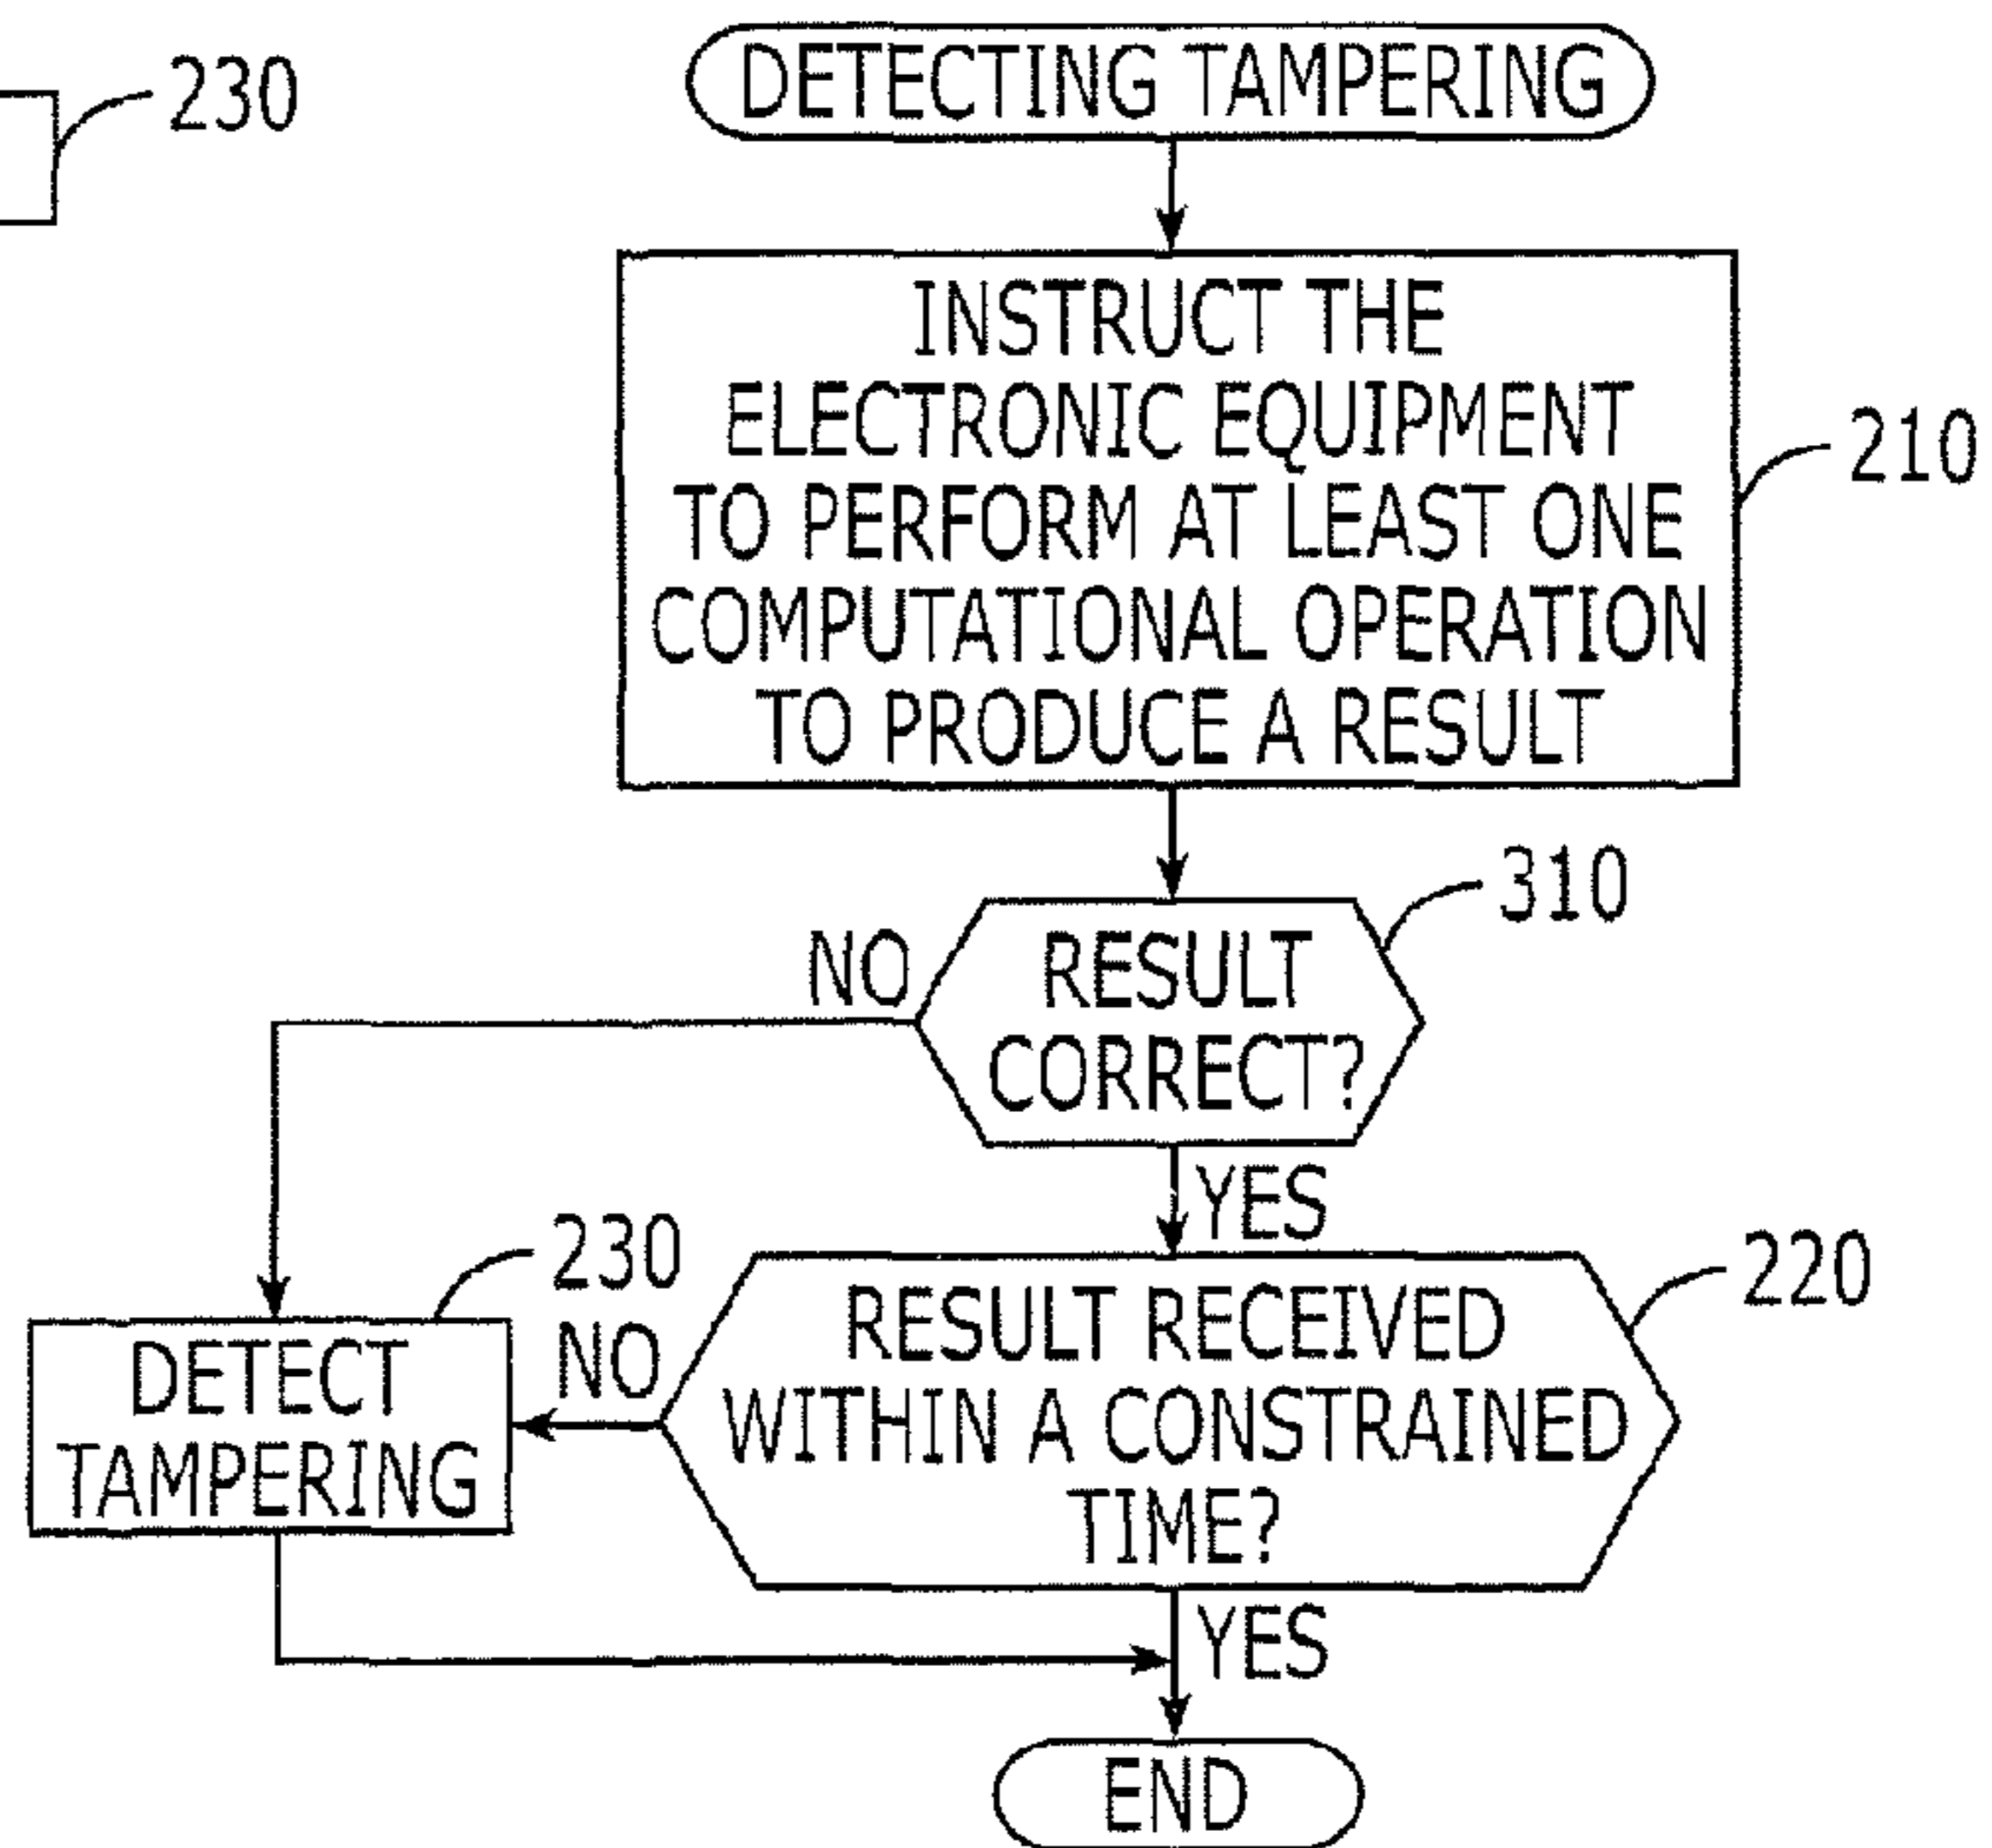 230
DETECTING TAMPERING
INSTRUCT THE
ELECTRONIC EQUIPMENT
TO PERFORM AT LEAST ONE
COMPUTATIONAL OPERATION
TO PRODUCE A RESULT
210
310
NO
RESULT
CORRECT?
YES
230
NO
DETECT
TAMPERING
220
RESULT RECEIVED
WITHIN A CONSTRAINED
TIME?
YES
END